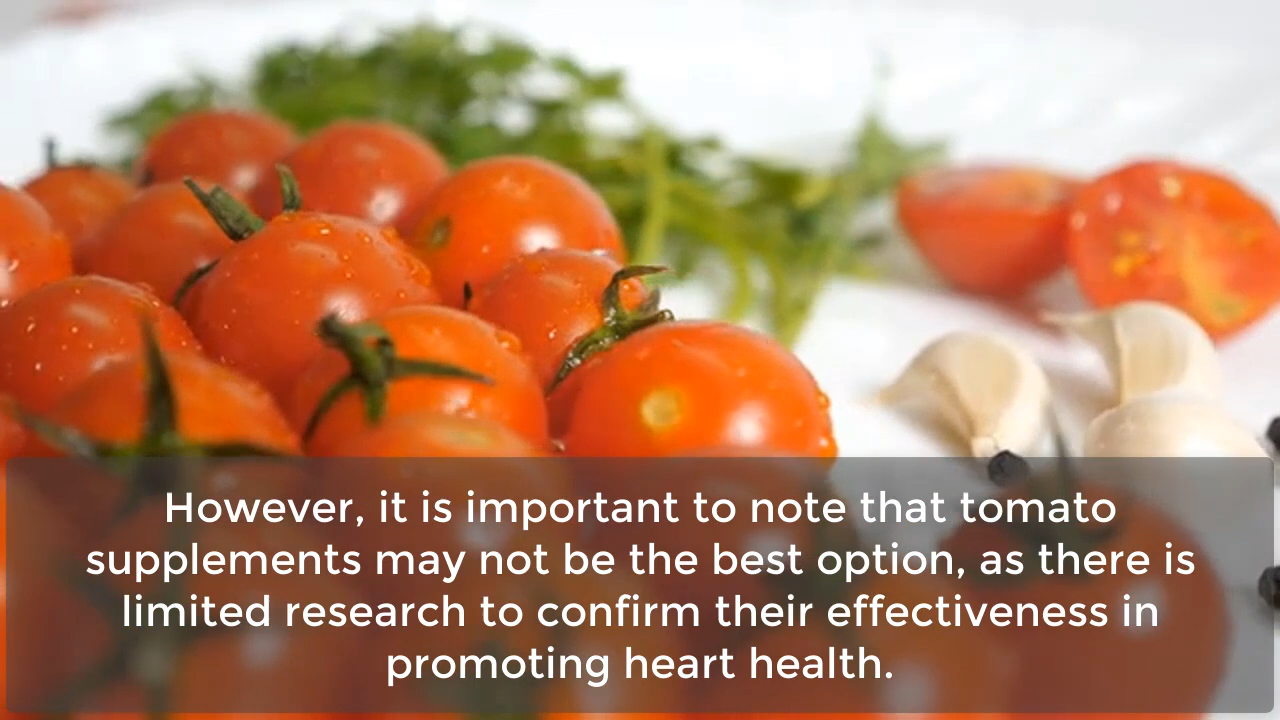 However, it is important to note that tomato
supplements may not be the best option, as there is
limited research to confirm their effectiveness in
promoting heart health.